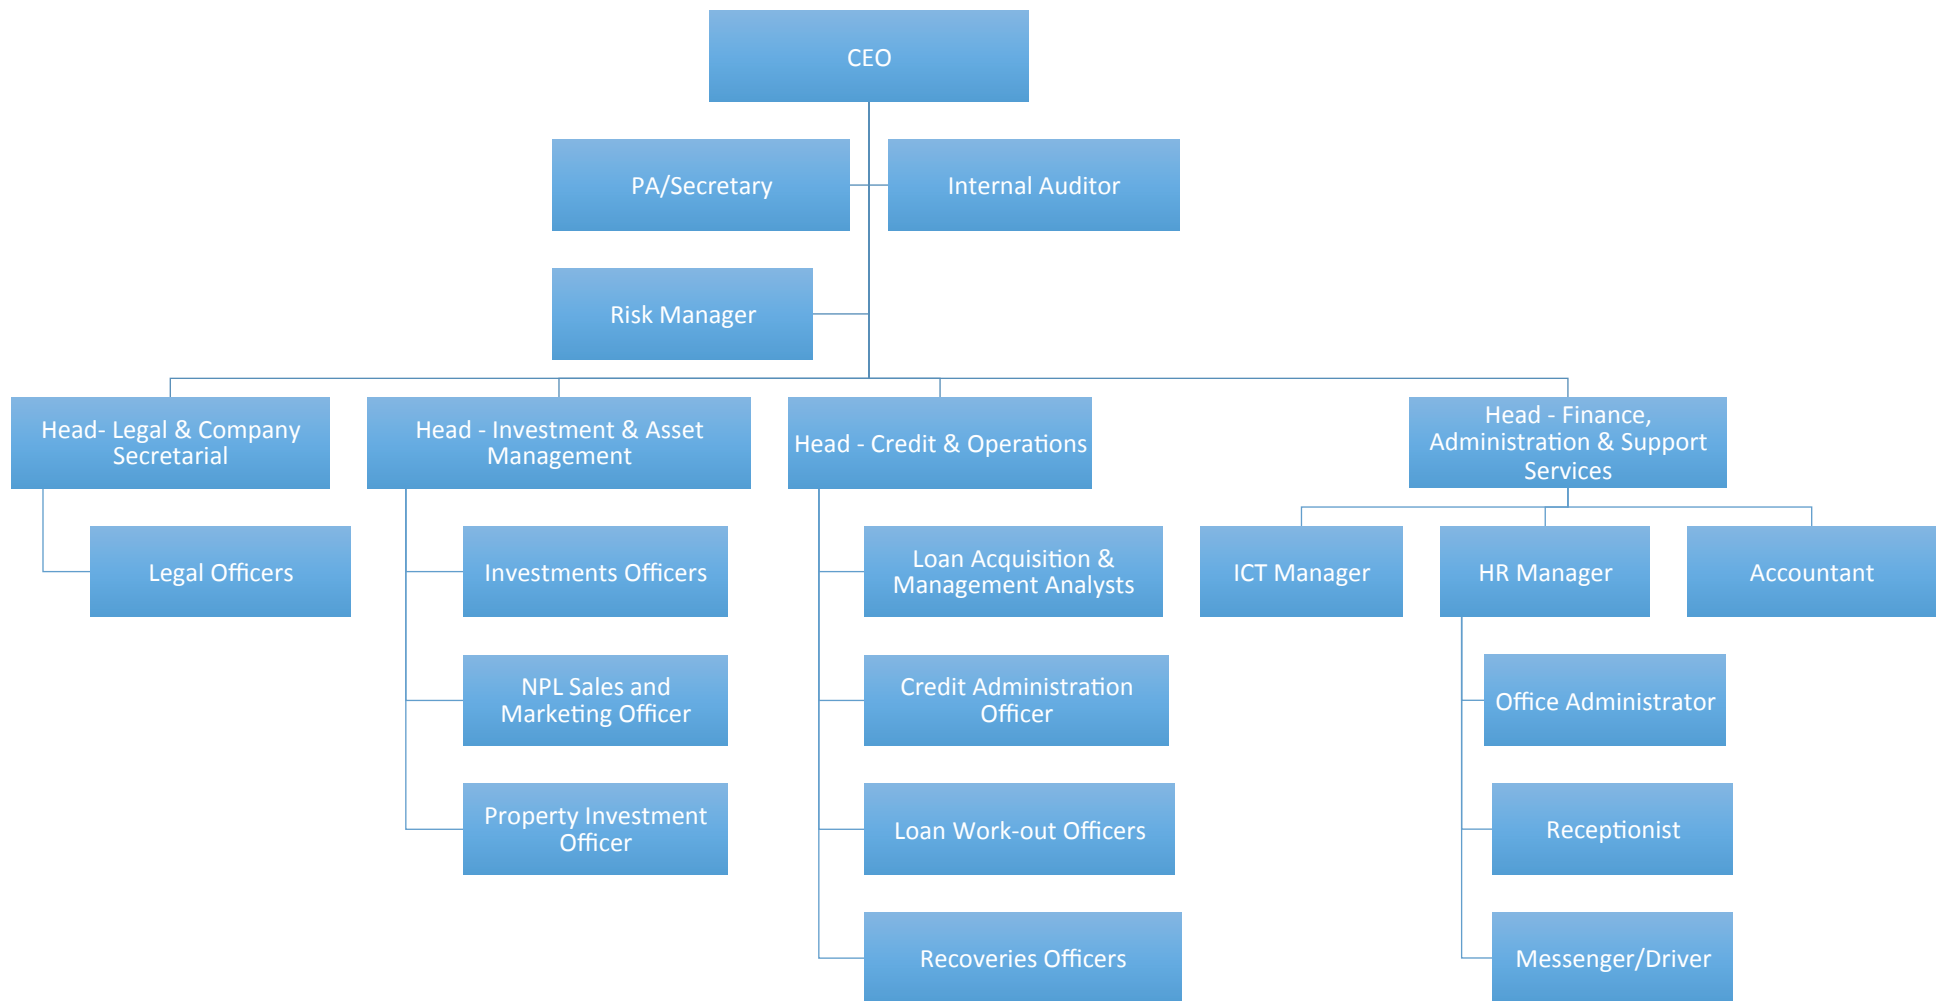 CEO
PA/Secretary
Internal Auditor
Risk Manager
Head- Legal & Company
Secretarial
Head - Investment & Asset
Management
Head - Credit & Operations
Head - Finance,
Administration & Support
Services
Legal Officers
Investments Officers
Loan Acquisition &
Management Analysts
ICT Manager
HR Manager
Accountant
NPL Sales and
Marketing Officer
Credit Administration
Officer
Office Administrator
Property Investment
Officer
Loan Work-out Officers
Receptionist
Recoveries Officers
Messenger/Driver